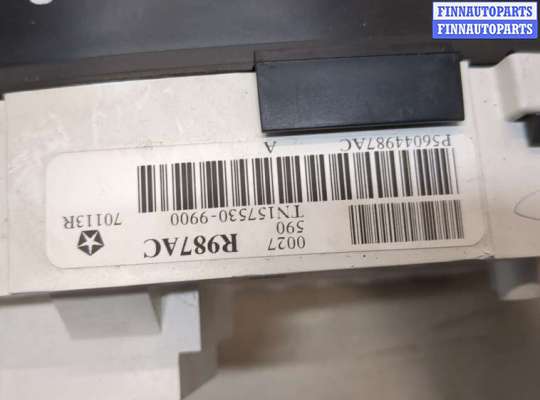 FINNAUTOPARTS
FINNAUTOPARTS
0027
590
R987AC
TN157530-9900
70113R
P56044987AC
A